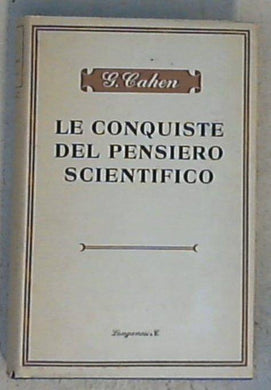 G. Cahen
LE CONQUISTE
DEL PENSIERO
SCIENTIFICO
Longanesi & C.